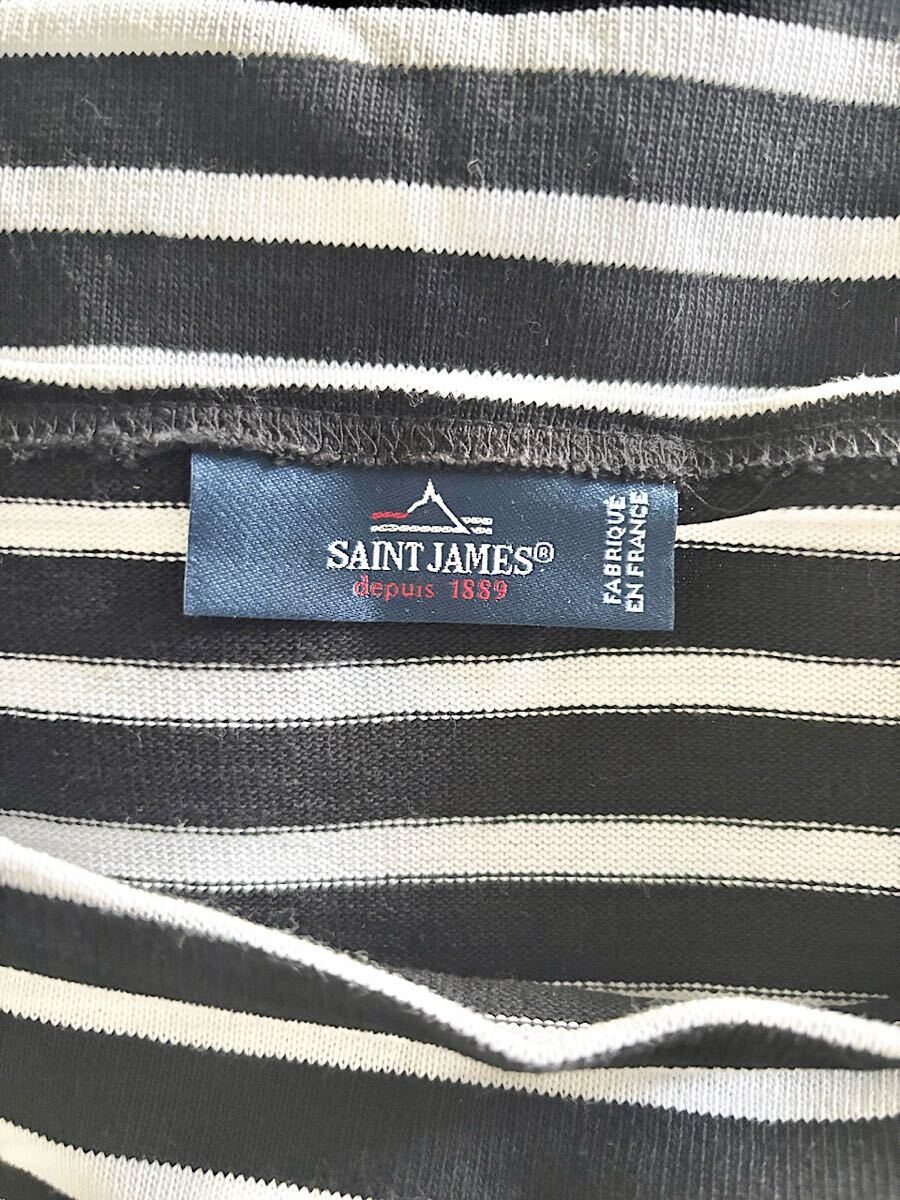 SAINT JAMES®
depuis 1889
FABRIQUÉ
EN FRANCE